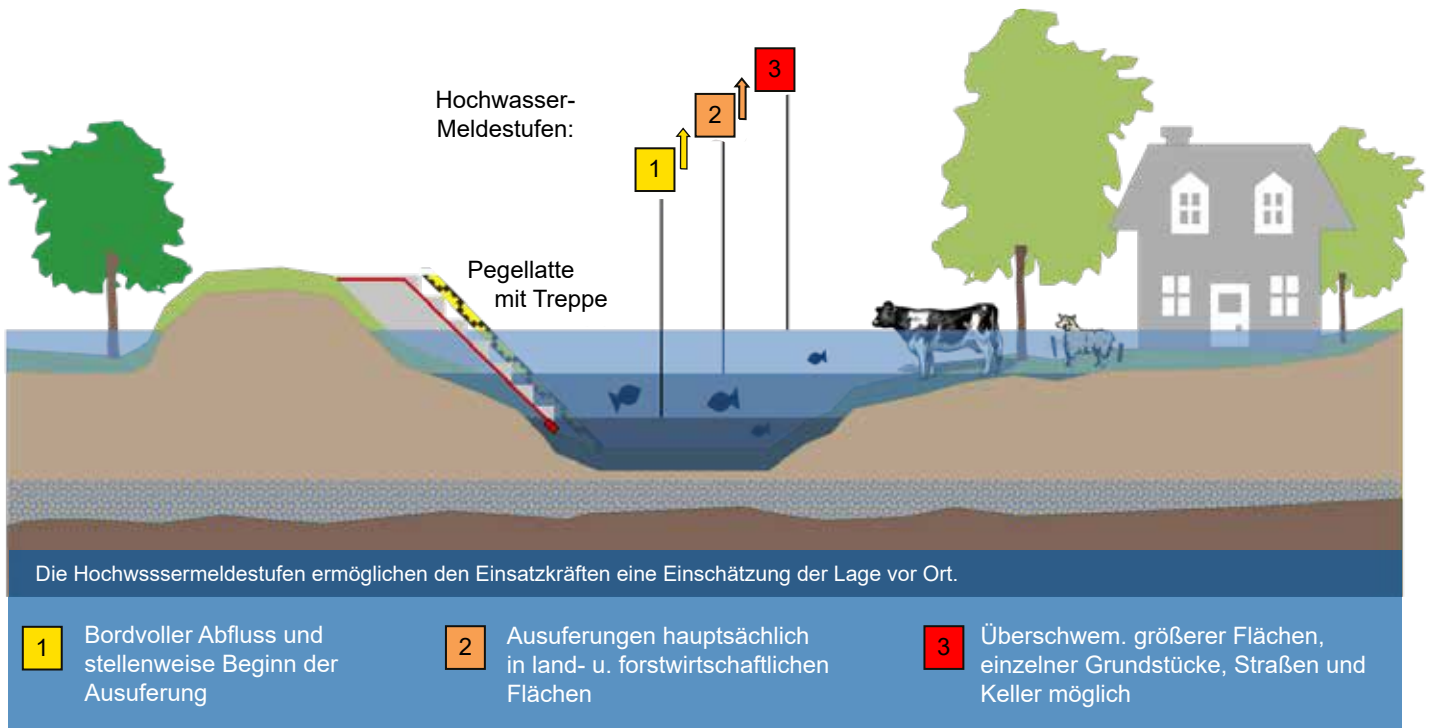 Hochwasser-
Meldestufen:
1
2
3
Pegellatte
mit Treppe
Die Hochwsssermeldestufen ermöglichen den Einsatzkräften eine Einschätzung der Lage vor Ort.
1
Bordvoller Abfluss und
stellenweise Beginn der
Ausuferung
2
Ausuferungen hauptsächlich
in land- u. forstwirtschaftlichen
Flächen
3
Überschwem. größerer Flächen,
einzelner Grundstücke, Straßen und
Keller möglich